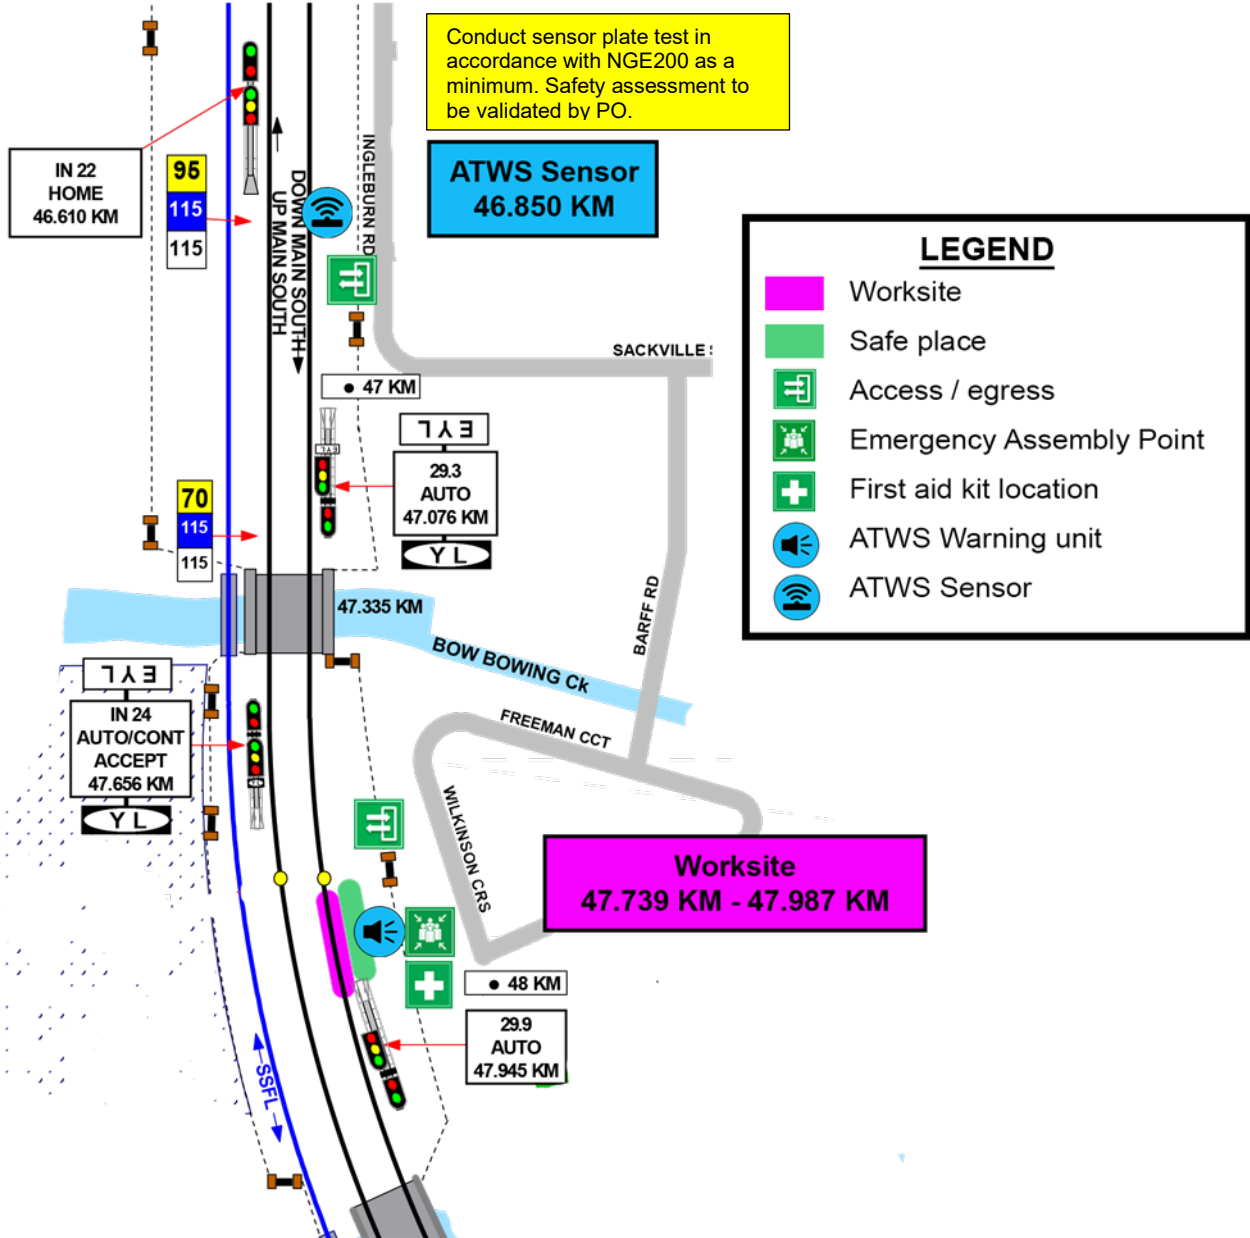 Conduct sensor plate test in
accordance with NGE200 as a
minimum. Safety assessment to
be validated by PO.
ATWS Sensor
46.850 KM
IN 22
HOME
46.610 KM
95
115
115
DOWN MAIN SOUTH
UP MAIN SOUTH
INGLEBURN RD
LEGEND
Worksite
Safe place
Access / egress
Emergency Assembly Point
First aid kit location
ATWS Warning unit
ATWS Sensor
SACKVILLE
47 KM
EYL
29.3
AUTO
47.076 KM
YL
70
115
115
47.335 KM
BOW BOWING Ck
BARFF RD
FREEMAN CCT
WILKINSON CRS
EYL
IN 24
AUTO/CONT
ACCEPT
47.656 KM
YL
Worksite
47.739 KM - 47.987 KM
48 KM
29.9
AUTO
47.945 KM
SSFL